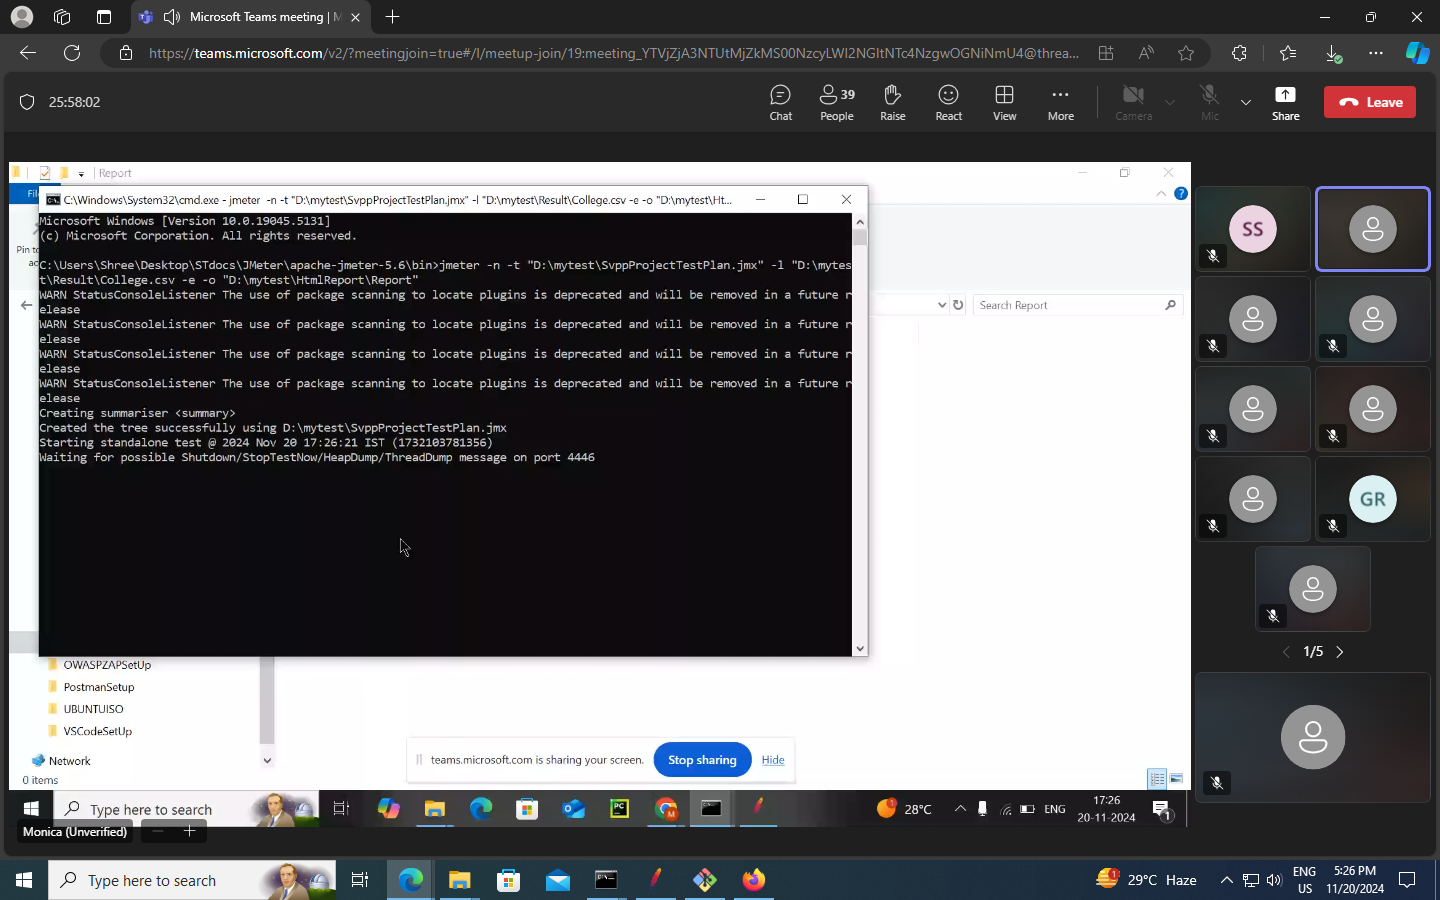 Microsoft Teams meeting | M
https://teams.microsoft.com/v2/?meetingjoin=true#/l/meetup-join/19:meeting_YTVjZjA3NTUtMjZkMS00NzcyLWI2NGItNTc4NzgwOGNiNmU4@threa...
25:58:02
Chat
39
People
Raise
React
View
More
Camera
Mic
Share
Leave
Report
C:\Windows\System32\cmd.exe - jmeter -n -t "D:\mytest\SvppProjectTestPlan.jmx" -l "D:\mytest\Result\College.csv -e -o "D:\mytest\Ht...
Microsoft Windows [Version 10.0.19045.5131]
(c) Microsoft Corporation. All rights reserved.
C:\Users\Shree\Desktop\STdocs\JMeter\apache-jmeter-5.6\bin>jmeter -n -t "D:\mytest\SvppProjectTestPlan.jmx" -l "D:\mytes
t\Result\College.csv -e -o "D:\mytest\HtmlReport\Report"
WARN StatusConsoleListener The use of package scanning to locate plugins is deprecated and will be removed in a future r
elease
WARN StatusConsoleListener The use of package scanning to locate plugins is deprecated and will be removed in a future r
elease
WARN StatusConsoleListener The use of package scanning to locate plugins is deprecated and will be removed in a future r
elease
WARN StatusConsoleListener The use of package scanning to locate plugins is deprecated and will be removed in a future r
elease
Creating summariser <summary>
Created the tree successfully using D:\mytest\SvppProjectTestPlan.jmx
Starting standalone test @ 2024 Nov 20 17:26:21 IST (1732103781356)
Waiting for possible Shutdown/StopTestNow/HeapDump/ThreadDump message on port 4446
Search Report
OWASPZAPSetUp
PostmanSetup
UBUNTUISO
VSCodeSetUp
Network
0 items
teams.microsoft.com is sharing your screen.
Stop sharing
Hide
SS
GR
1/5
Type here to search
28°C
ENG
17:26
20-11-2024
1
Monica (Unverified)
Type here to search
29°C Haze
ENG
US
5:26 PM
11/20/2024